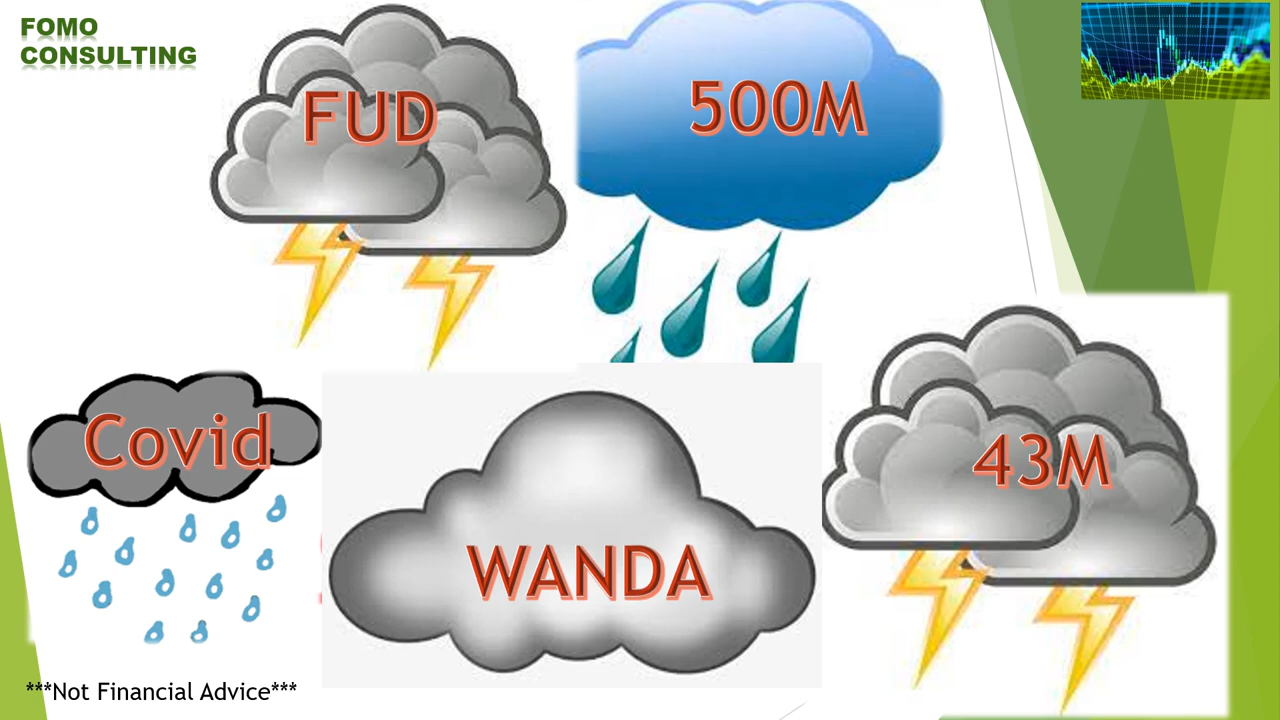 FOMO
CONSULTING
FUD
500M
Covid
43M
WANDA
***Not Financial Advice***